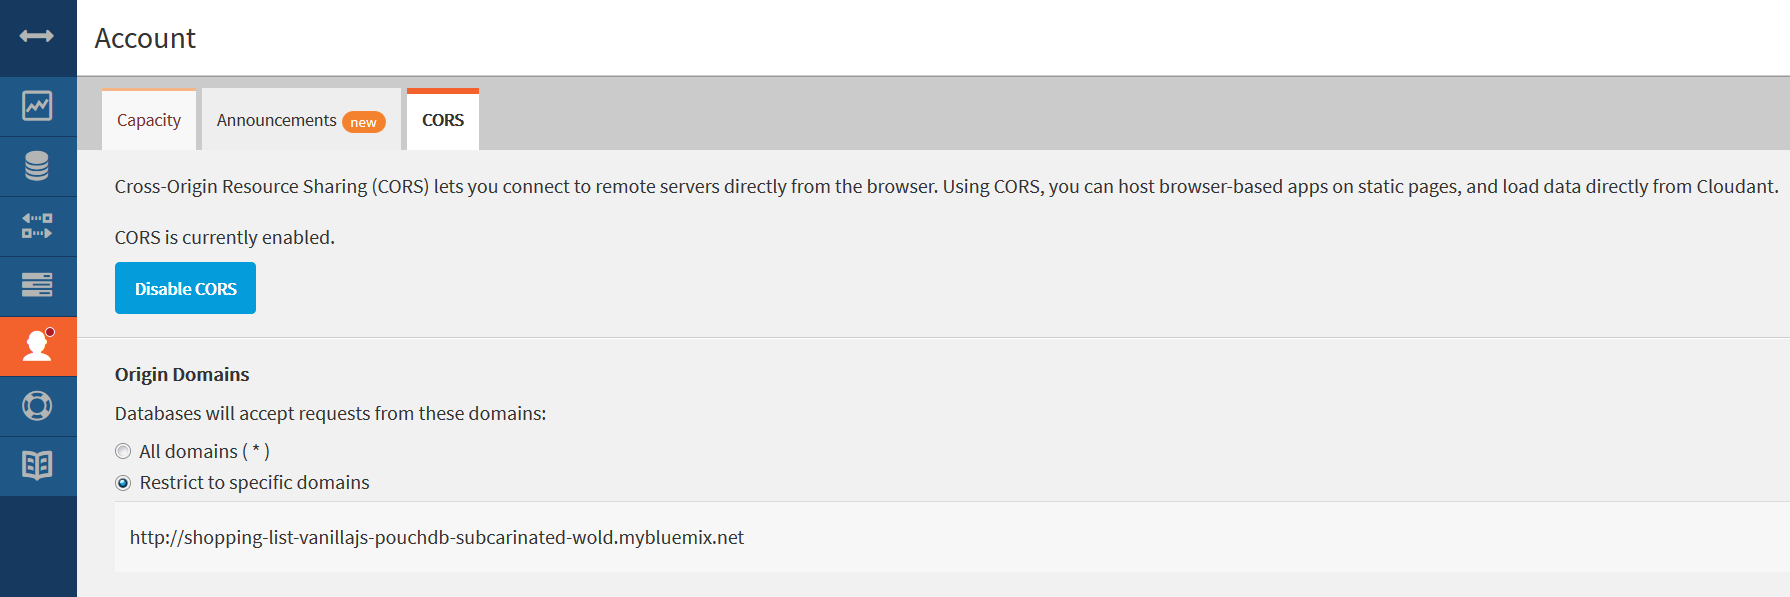 Account
Capacity
Announcements new
CORS
Cross-Origin Resource Sharing (CORS) lets you connect to remote servers directly from the browser. Using CORS, you can host browser-based apps on static pages, and load data directly from Cloudant.
CORS is currently enabled.
Disable CORS
Origin Domains
Databases will accept requests from these domains:
All domains ( * )
Restrict to specific domains
http://shopping-list-vanillajs-pouchdb-subcarinated-wold.mybluemix.net